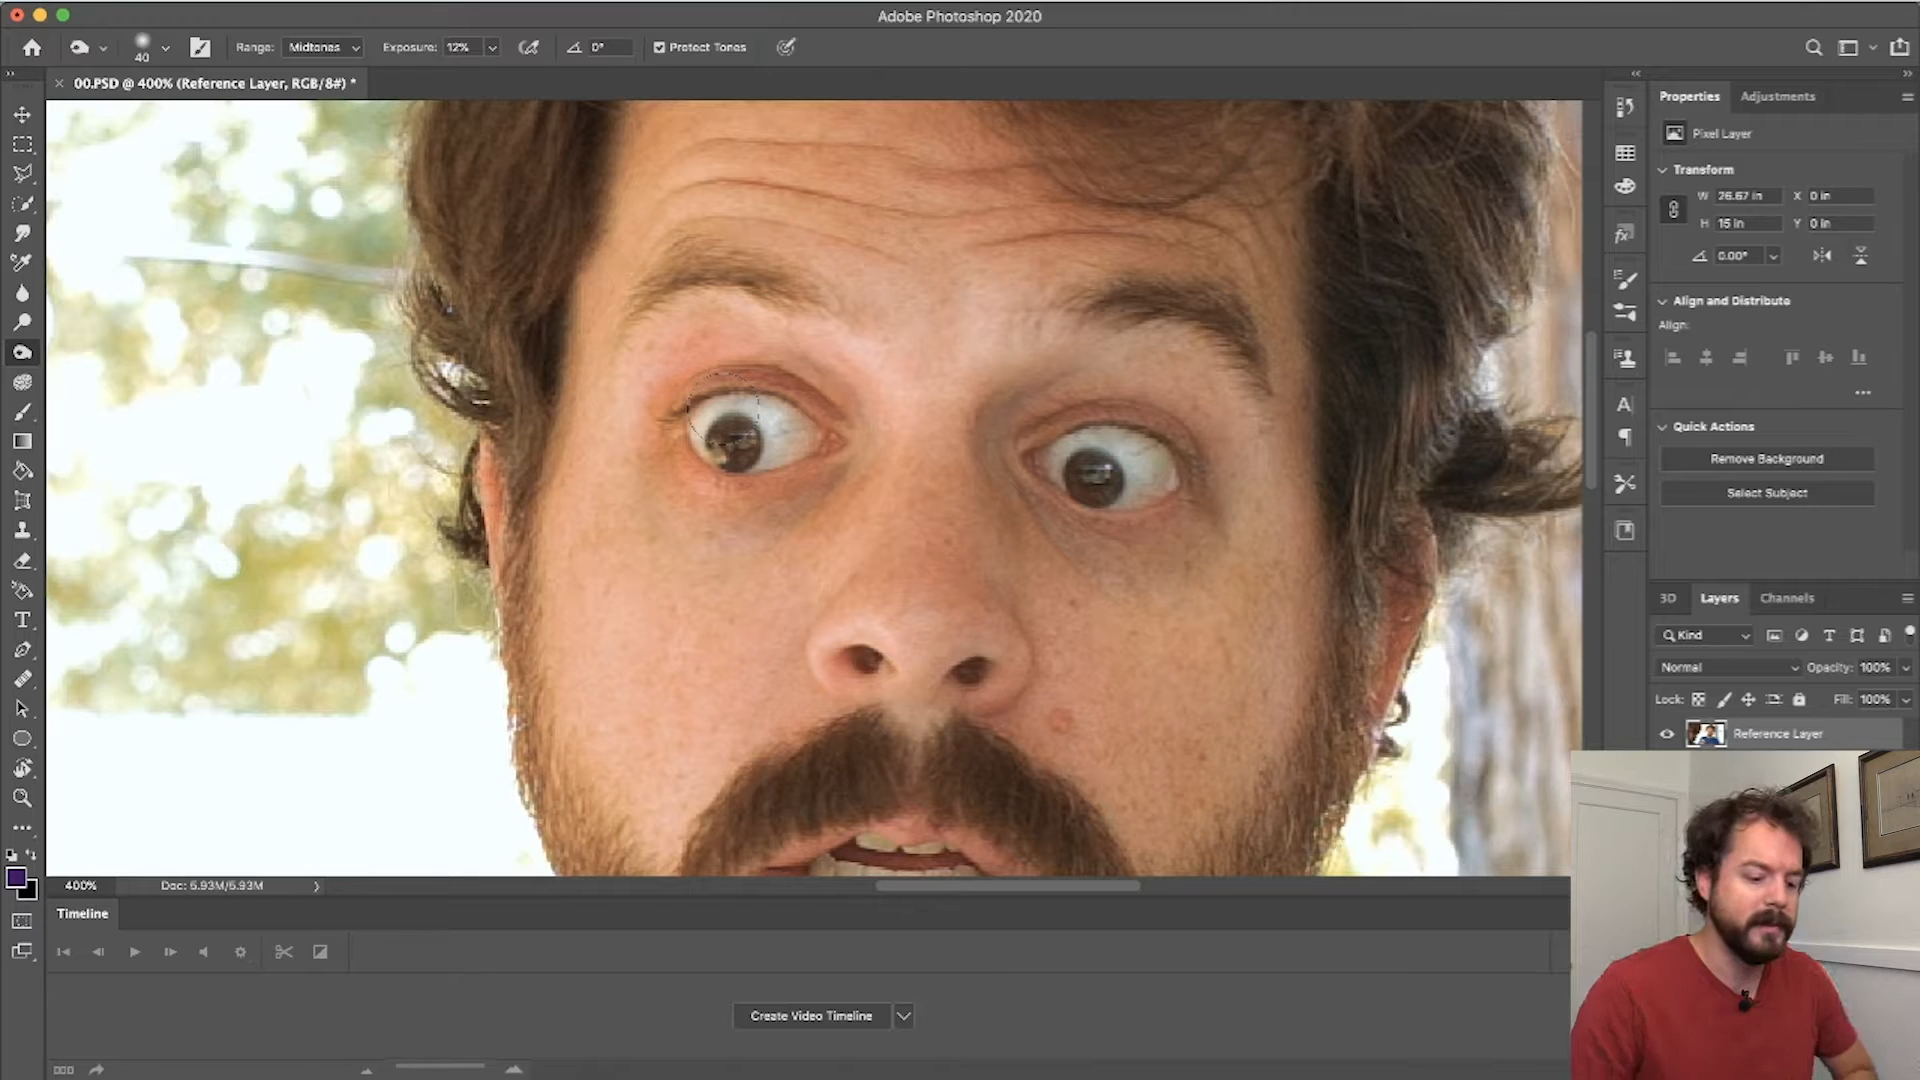 Adobe Photoshop 2020
40
Range: Midtones
Exposure: 12%
0°
Protect Tones
00.PSD @ 400% (Reference Layer, RGB/8#) *
Properties
Adjustments
Pixel Layer
Transform
W 26.67 in X 0 in
H 15 in Y 0 in
0.00°
Align and Distribute
Align:
Quick Actions
Remove Background
Select Subject
3D
Layers
Channels
Kind
Normal
Opacity: 100%
Lock:
Fill: 100%
Reference Layer
400%
Doc: 5.93M/5.93M
Timeline
Create Video Timeline